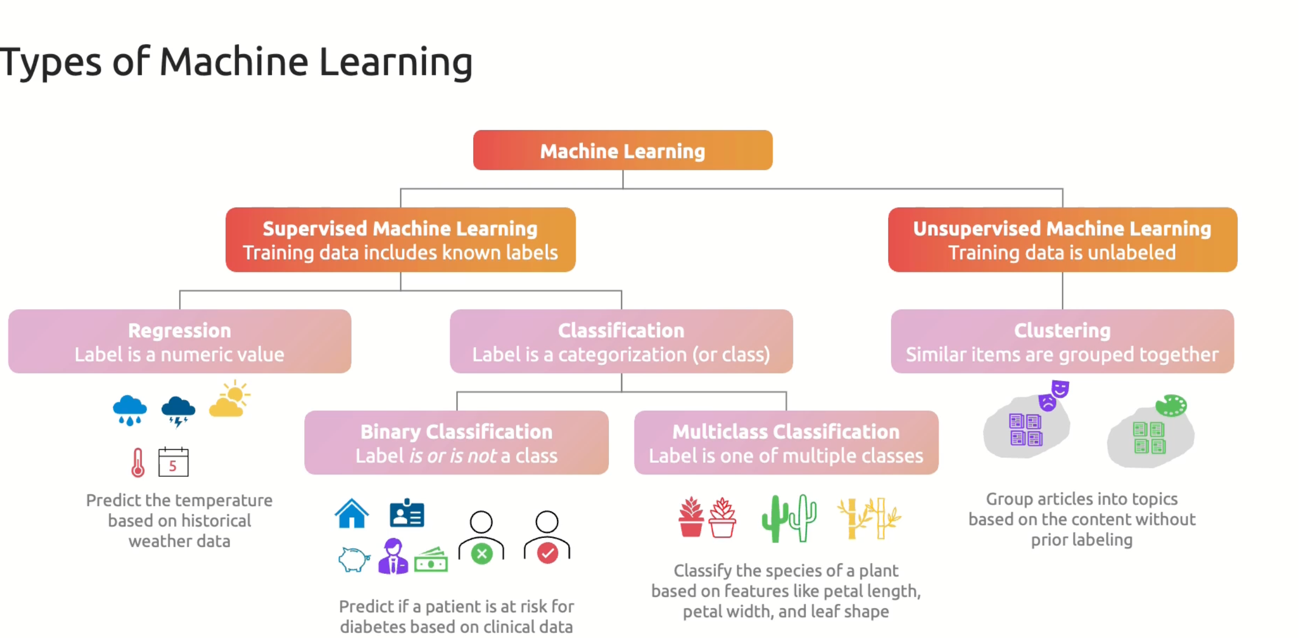 Types of Machine Learning
Machine Learning
Supervised Machine Learning
Training data includes known labels
Unsupervised Machine Learning
Training data is unlabeled
Regression
Label is a numeric value
Classification
Label is a categorization (or class)
Clustering
Similar items are grouped together
Binary Classification
Label is or is not a class
Multiclass Classification
Label is one of multiple classes
5
Predict the temperature
based on historical
weather data
Predict if a patient is at risk for
diabetes based on clinical data
Classify the species of a plant
based on features like petal length,
petal width, and leaf shape
Group articles into topics
based on the content without
prior labeling